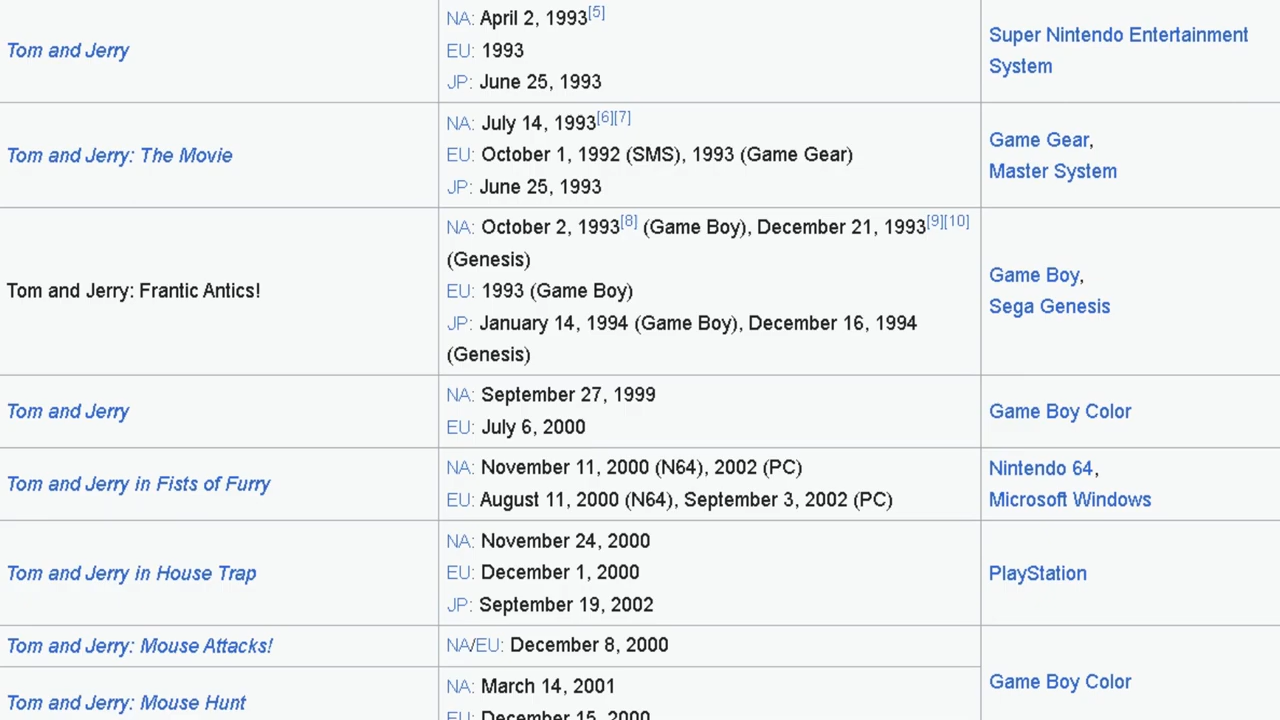 Tom and Jerry
NA: April 2, 1993[5]
EU: 1993
JP: June 25, 1993
Super Nintendo Entertainment
System
Tom and Jerry: The Movie
NA: July 14, 1993[6][7]
EU: October 1, 1992 (SMS), 1993 (Game Gear)
JP: June 25, 1993
Game Gear,
Master System
Tom and Jerry: Frantic Antics!
NA: October 2, 1993[8] (Game Boy), December 21, 1993[9][10]
(Genesis)
EU: 1993 (Game Boy)
JP: January 14, 1994 (Game Boy), December 16, 1994
(Genesis)
Game Boy,
Sega Genesis
Tom and Jerry
NA: September 27, 1999
EU: July 6, 2000
Game Boy Color
Tom and Jerry in Fists of Furry
NA: November 11, 2000 (N64), 2002 (PC)
EU: August 11, 2000 (N64), September 3, 2002 (PC)
Nintendo 64,
Microsoft Windows
Tom and Jerry in House Trap
NA: November 24, 2000
EU: December 1, 2000
JP: September 19, 2002
PlayStation
Tom and Jerry: Mouse Attacks!
NA/EU: December 8, 2000
Tom and Jerry: Mouse Hunt
NA: March 14, 2001
EU: December 15, 2000
Game Boy Color